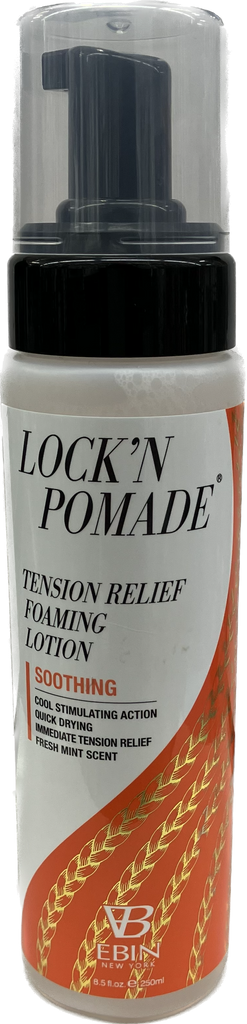 LOCK'N
POMADE®
TENSION RELIEF
FOAMING
LOTION
SOOTHING
COOL STIMULATING ACTION
QUICK DRYING
IMMEDIATE TENSION RELIEF
FRESH MINT SCENT
EBIN
NEW YORK
8.5 fl.oz. ℮ 250ml